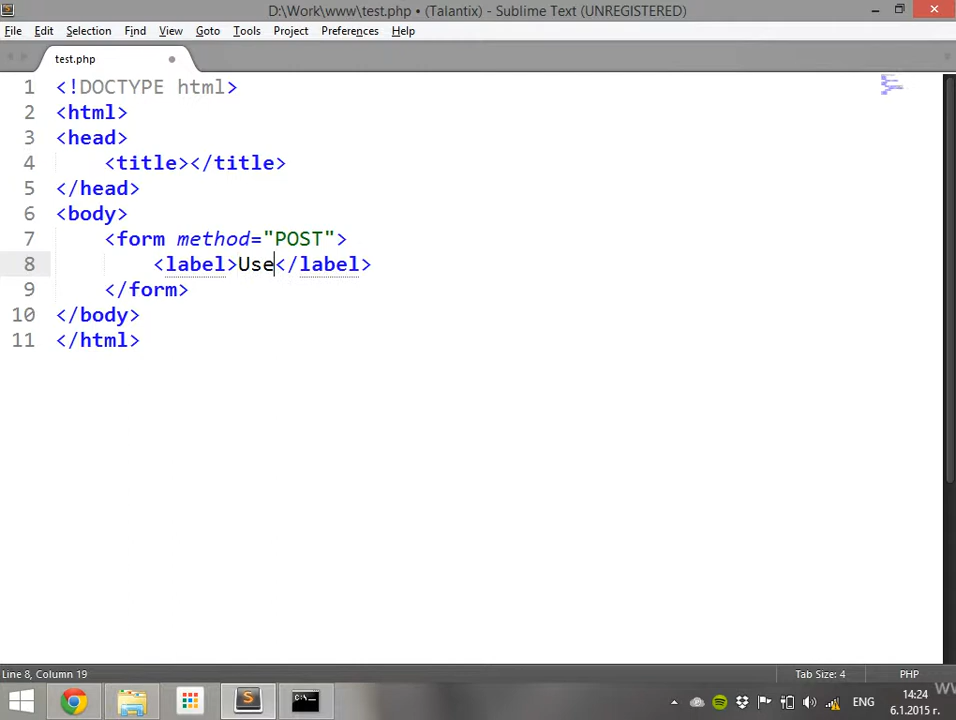 D:\Work\www\test.php • (Talantix) - Sublime Text (UNREGISTERED)
File Edit Selection Find View Goto Tools Project Preferences Help
test.php
1 <!DOCTYPE html>
2 <html>
3 <head>
4 <title></title>
5 </head>
6 <body>
7 <form method="POST">
8 <label>Use</label>
9 </form>
10 </body>
11 </html>
Line 8, Column 19 Tab Size: 4 PHP
ЕНГ 14:24
6.1.2015 г.